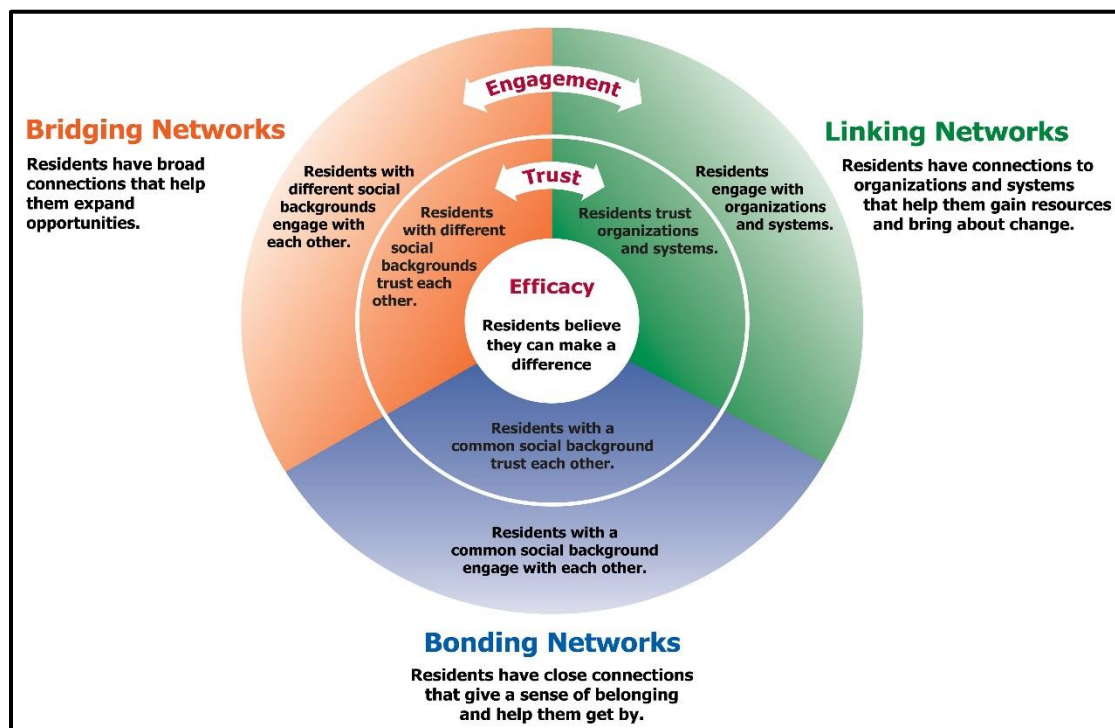 Engagement
Bridging Networks
Residents have broad
connections that help
them expand
opportunities.
Linking Networks
Residents have connections to
organizations and systems
that help them gain resources
and bring about change.
Residents with
different social
backgrounds
engage with
each other.
Trust
Residents
with different
social
backgrounds
trust each
other.
Residents trust
organizations
and systems.
Residents
engage with
organizations
and systems.
Efficacy
Residents believe
they can make a
difference
Residents with a
common social background
trust each other.
Residents with a
common social background
engage with each other.
Bonding Networks
Residents have close connections
that give a sense of belonging
and help them get by.